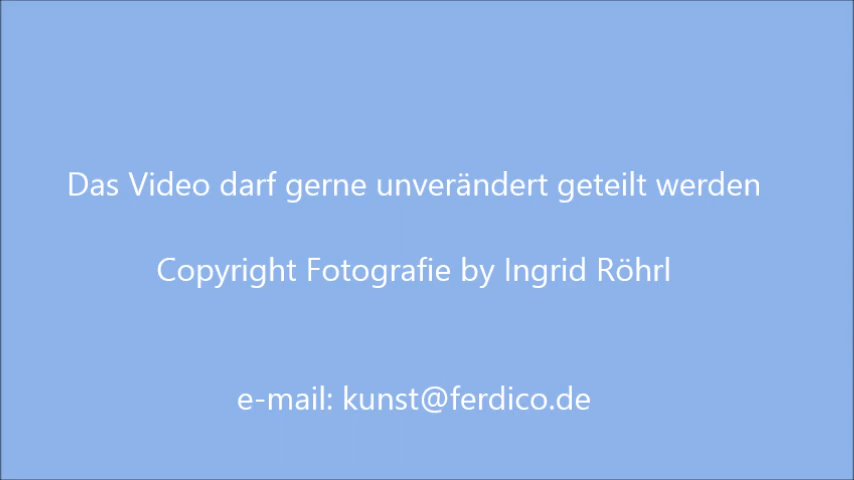 Das Video darf gerne unverändert geteilt werden
Copyright Fotografie by Ingrid Röhrl
e-mail: kunst@ferdico.de